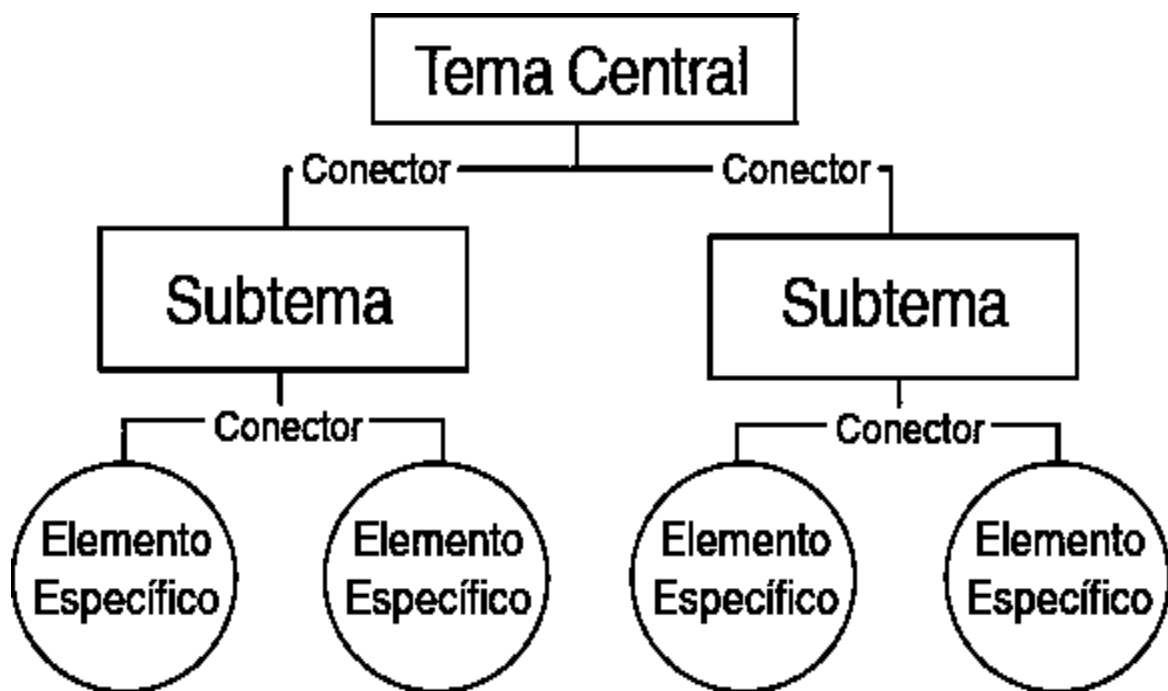 Tema Central
Conector Conector
Subtema Subtema
Conector Conector
Elemento Elemento Elemento Elemento
Específico Específico Específico Específico